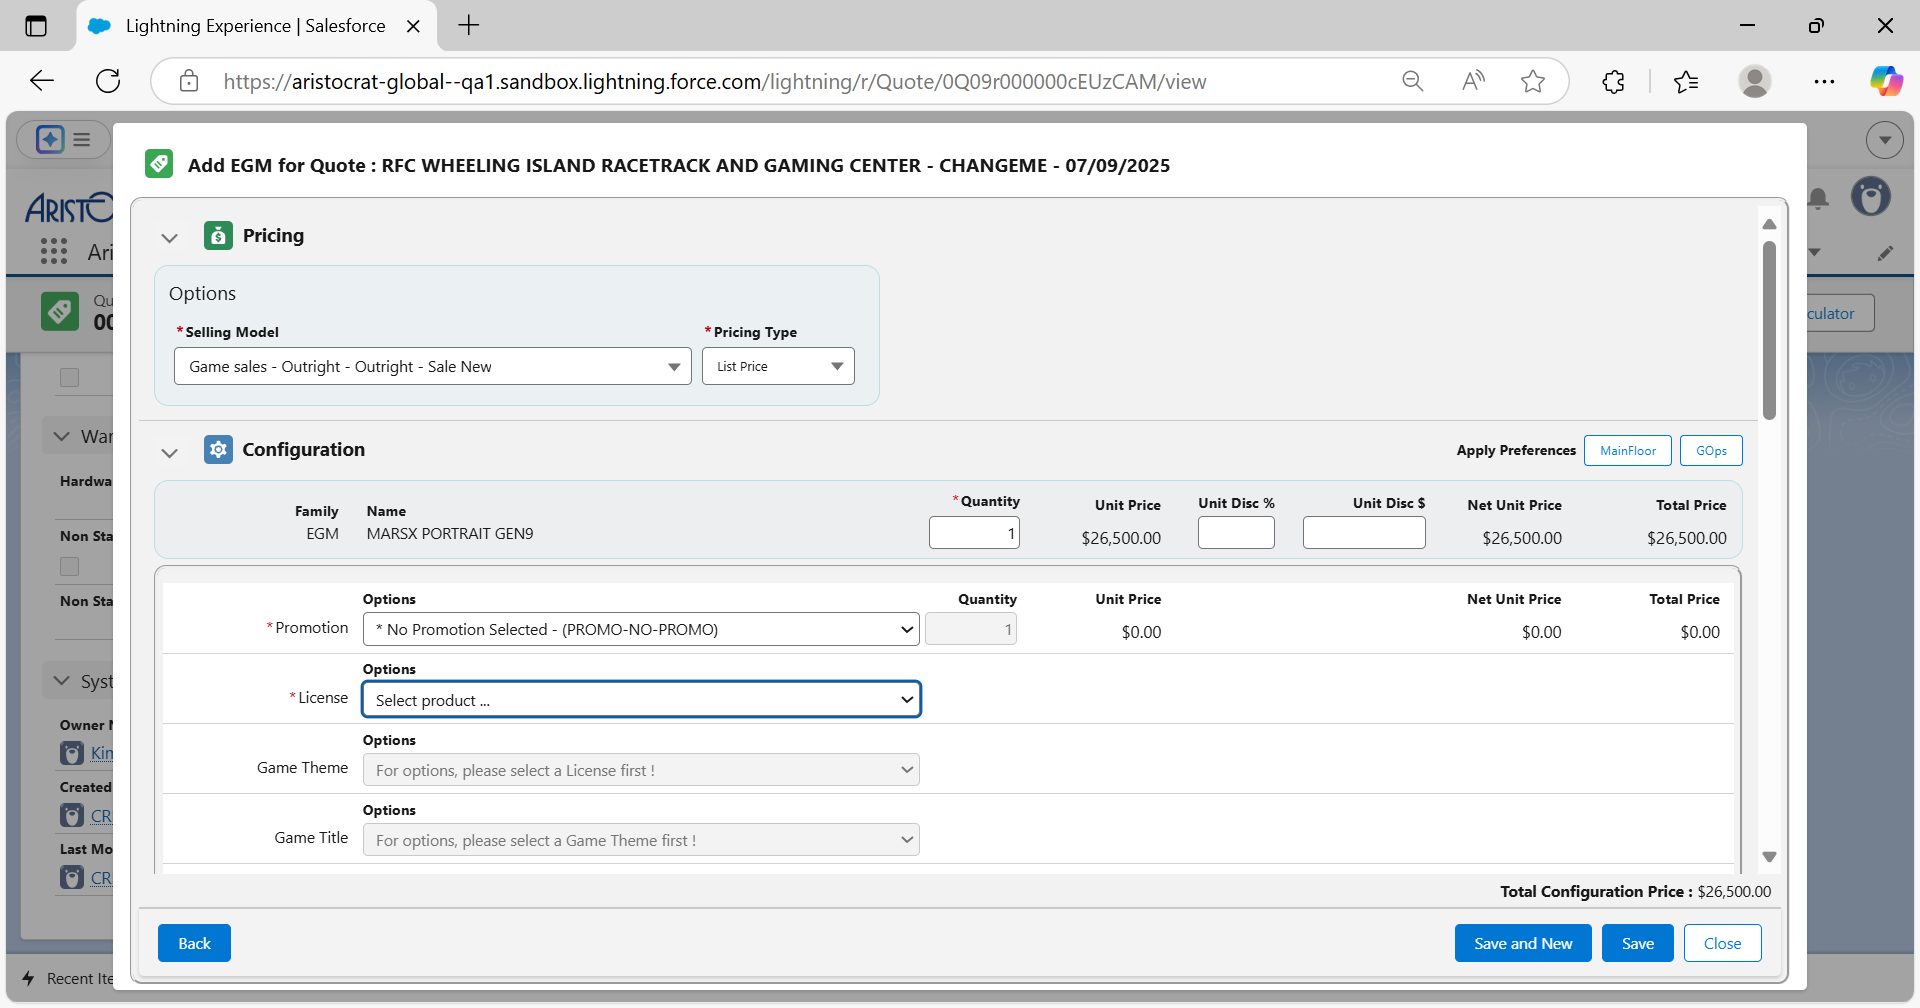 Lightning Experience | Salesforce
https://aristocrat-global--qa1.sandbox.lightning.force.com/lightning/r/Quote/0Q09r000000cEUzCAM/view
Add EGM for Quote : RFC WHEELING ISLAND RACETRACK AND GAMING CENTER - CHANGEME - 07/09/2025
ARISTO
Ari
Qu
00
culator
Pricing
Options
*Selling Model
*Pricing Type
Game sales - Outright - Outright - Sale New
List Price
Configuration
Apply Preferences
MainFloor
GOps
Family
Name
*Quantity
Unit Price
Unit Disc %
Unit Disc $
Net Unit Price
Total Price
EGM
MARSX PORTRAIT GEN9
1
$26,500.00
$26,500.00
$26,500.00
Options
Quantity
Unit Price
Net Unit Price
Total Price
*Promotion
* No Promotion Selected - (PROMO-NO-PROMO)
1
$0.00
$0.00
$0.00
Options
*License
Select product ...
Options
Game Theme
For options, please select a License first !
Options
Game Title
For options, please select a Game Theme first !
Total Configuration Price : $26,500.00
Back
Save and New
Save
Close
War
Hardwa
Non Sta
Non Sta
Syst
Owner N
Kin
Created
CR
Last Mo
CR
Recent Ite